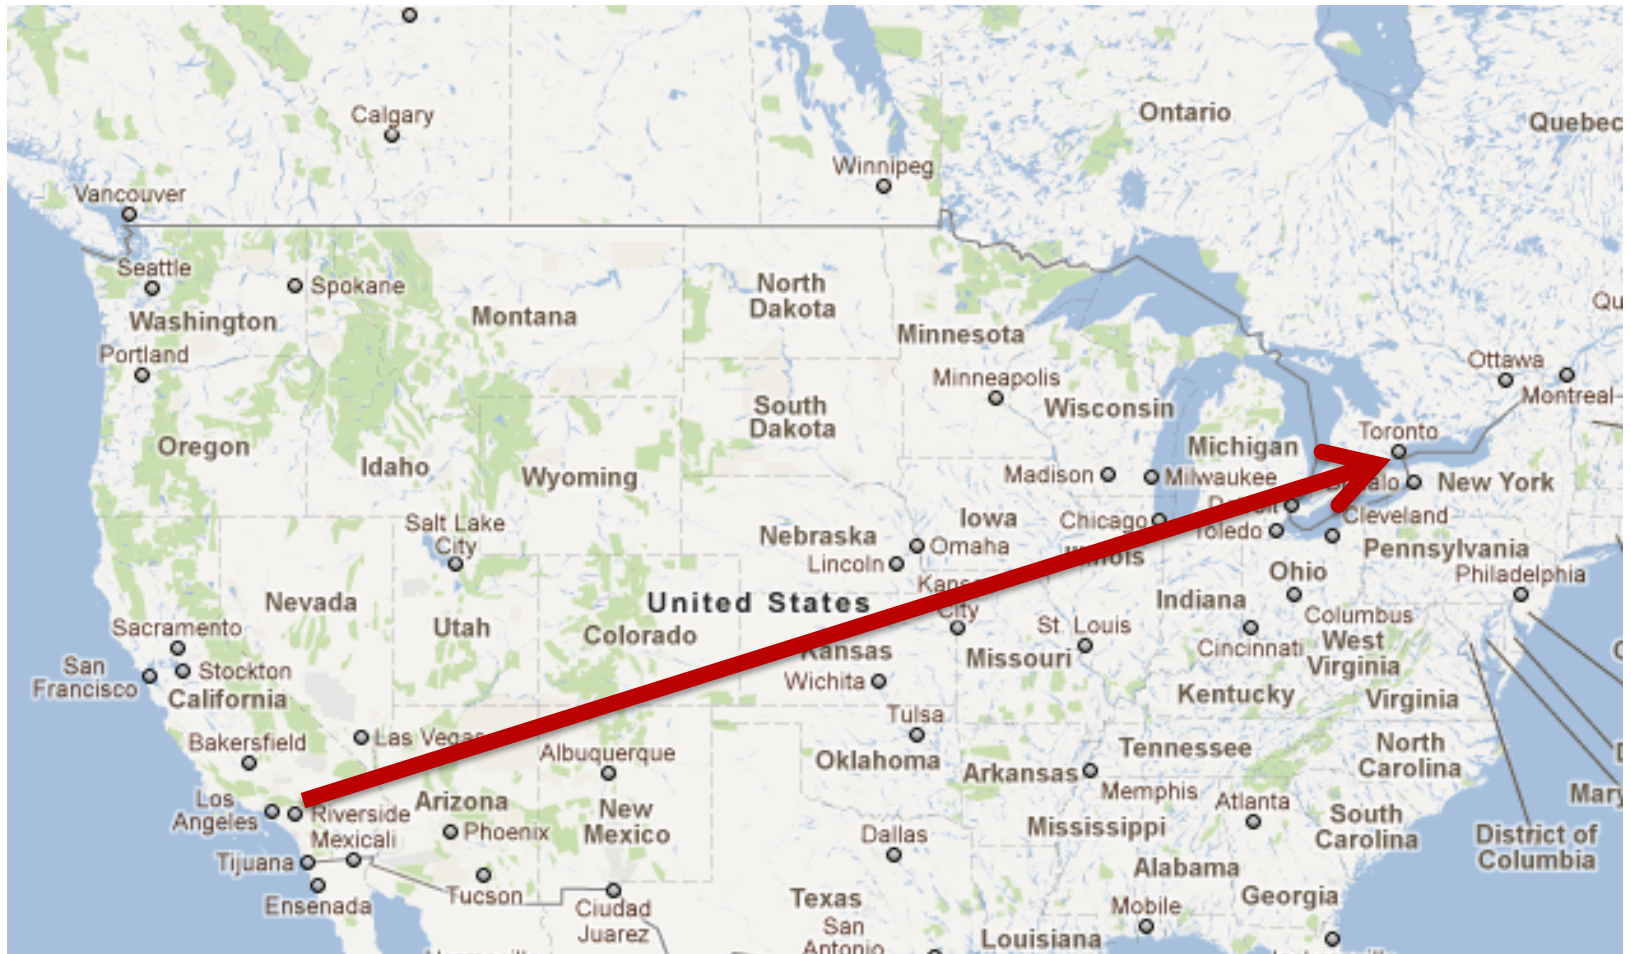 Calgary
Ontario
Quebec
Winnipeg
Vancouver
Seattle
Spokane
North
Dakota
Montana
Washington
Minnesota
Portland
Ottawa
Minneapolis
Montreal
South
Dakota
Wisconsin
Toronto
Oregon
Michigan
Idaho
Wyoming
Madison
Milwaukee
New York
Salt Lake
City
Nebraska
Iowa
Chicago
Cleveland
Omaha
Toledo
Pennsylvania
Lincoln
Illinois
Ohio
Philadelphia
Nevada
United States
City
Indiana
Columbus
Sacramento
Utah
Colorado
St. Louis
Cincinnati
West
Virginia
San
Francisco
Stockton
California
Kansas
Missouri
Wichita
Kentucky
Virginia
Tulsa
Bakersfield
Las Vegas
Albuquerque
Oklahoma
Tennessee
North
Carolina
Arkansas
Memphis
Los
Angeles
Riverside
Arizona
New
Mexico
Atlanta
South
Carolina
Mary
Mexicali
Phoenix
Dallas
Mississippi
District of
Columbia
Tijuana
Alabama
Tucson
Ensenada
Ciudad
Juarez
Texas
Georgia
Mobile
San
Antonio
Louisiana